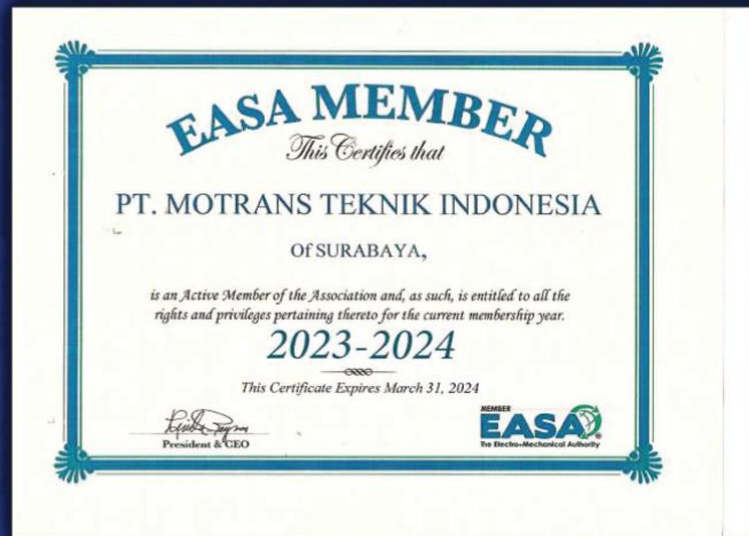 EASA MEMBER
This Certifies that
PT. MOTRANS TEKNIK INDONESIA
Of SURABAYA,
is an Active Member of the Association and, as such, is entitled to all the
rights and privileges pertaining thereto for the current membership year.
2023-2024
This Certificate Expires March 31, 2024
President & CEO
MEMBER
EASA®
The Electro•Mechanical Authority